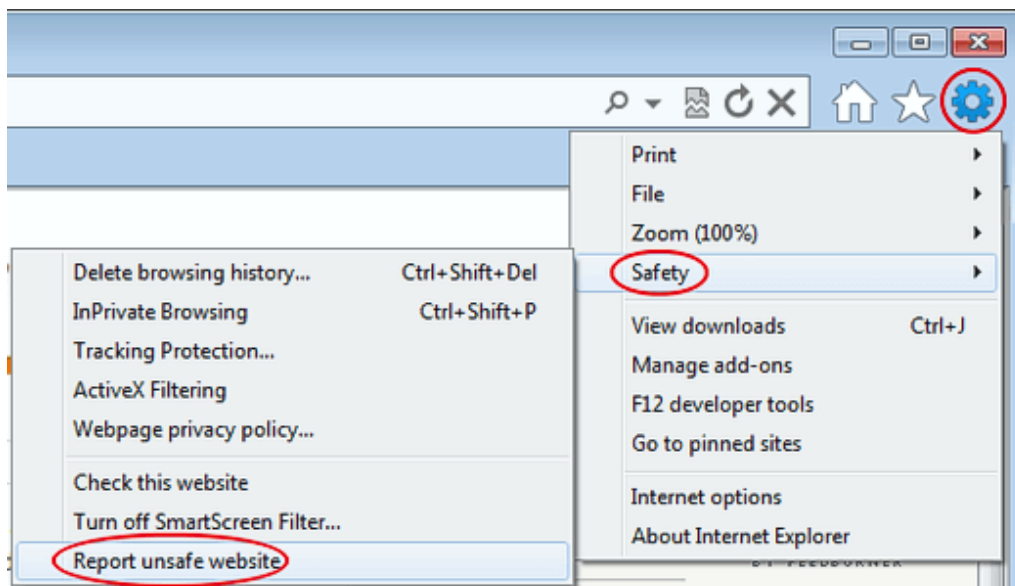 Print
File
Zoom (100%)
Safety
View downloads Ctrl+J
Manage add-ons
F12 developer tools
Go to pinned sites
Internet options
About Internet Explorer
Delete browsing history... Ctrl+Shift+Del
InPrivate Browsing Ctrl+Shift+P
Tracking Protection...
ActiveX Filtering
Webpage privacy policy...
Check this website
Turn off SmartScreen Filter...
Report unsafe website
BY FEEDBURNER